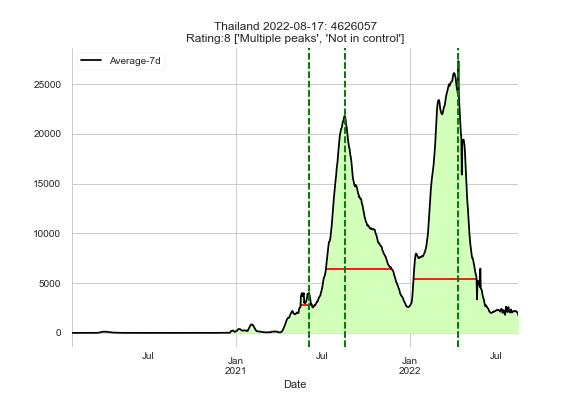 Thailand 2022-08-17: 4626057
Rating:8 ['Multiple peaks', 'Not in control']
Average-7d
25000
20000
15000
10000
5000
0
Jul
Jan
2021
Jul
Jan
2022
Jul
Date